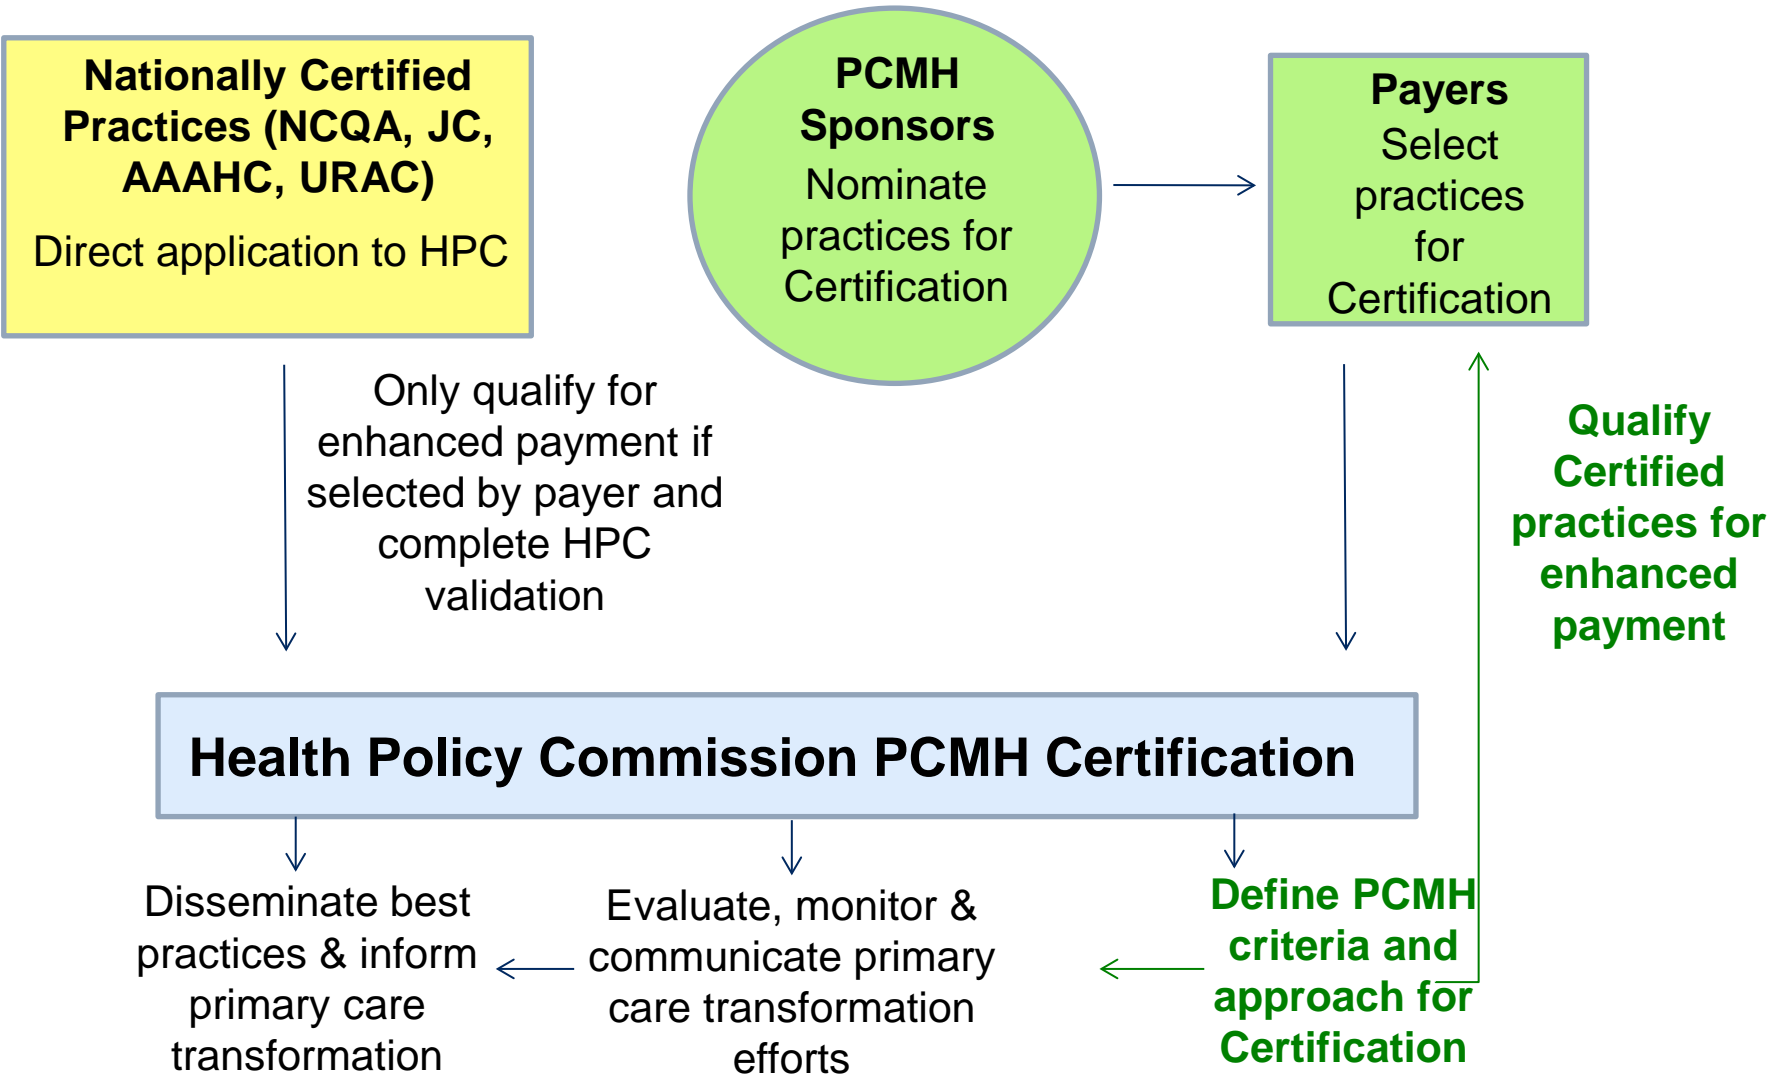 Nationally Certified
Practices (NCQA, JC,
AAAHC, URAC)
Direct application to HPC
PCMH
Sponsors
Nominate
practices for
Certification
Payers
Select
practices
for
Certification
Only qualify for
enhanced payment if
selected by payer and
complete HPC
validation
Qualify
Certified
practices for
enhanced
payment
Health Policy Commission PCMH Certification
Disseminate best
practices & inform
primary care
transformation
Evaluate, monitor &
communicate primary
care transformation
efforts
Define PCMH
criteria and
approach for
Certification